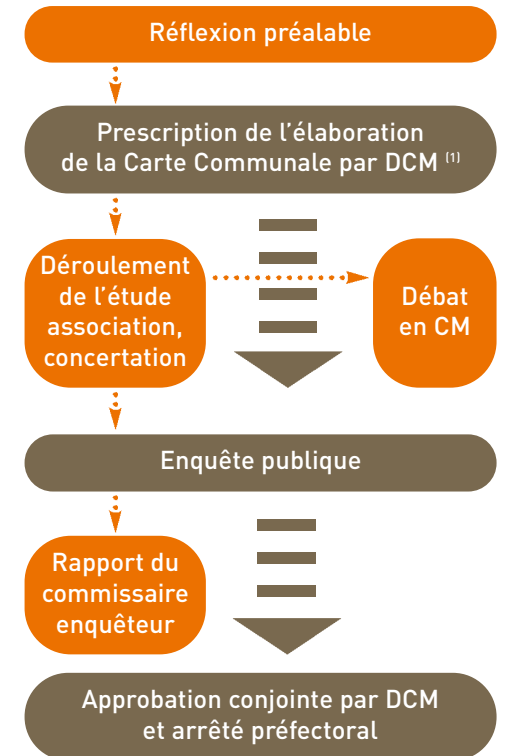 Réflexion préalable
Prescription de l'élaboration
de la Carte Communale par DCM (1)
Déroulement
de l'étude
association,
concertation
Débat
en CM
Enquête publique
Rapport du
commissaire
enquêteur
Approbation conjointe par DCM
et arrêté préfectoral